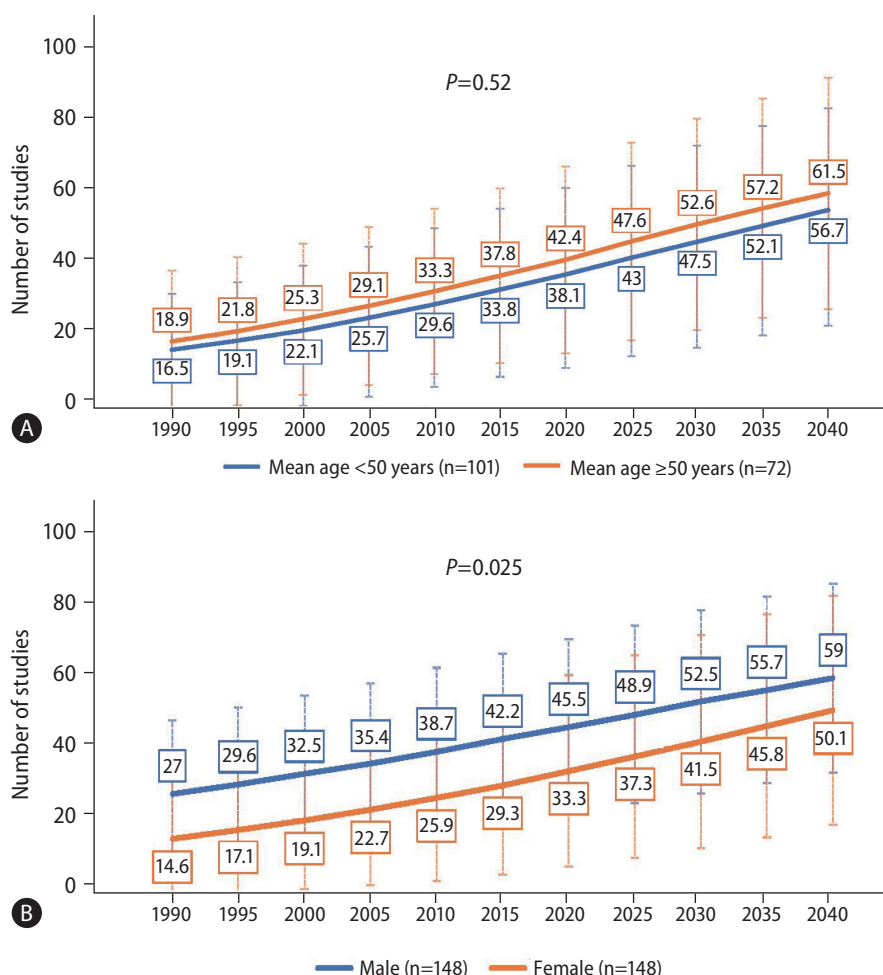 100
80
60
40
20
0
Number of studies
P=0.52
18.9 21.8 25.3 29.1 33.3 37.8 42.4 47.6 52.6 57.2 61.5
16.5 19.1 22.1 25.7 29.6 33.8 38.1 43 47.5 52.1 56.7
A
1990 1995 2000 2005 2010 2015 2020 2025 2030 2035 2040
Mean age <50 years (n=101) Mean age ≥50 years (n=72)
100
80
60
40
20
0
Number of studies
P=0.025
27 29.6 32.5 35.4 38.7 42.2 45.5 48.9 52.5 55.7 59
14.6 17.1 19.1 22.7 25.9 29.3 33.3 37.3 41.5 45.8 50.1
B
1990 1995 2000 2005 2010 2015 2020 2025 2030 2035 2040
Male (n=148) Female (n=148)